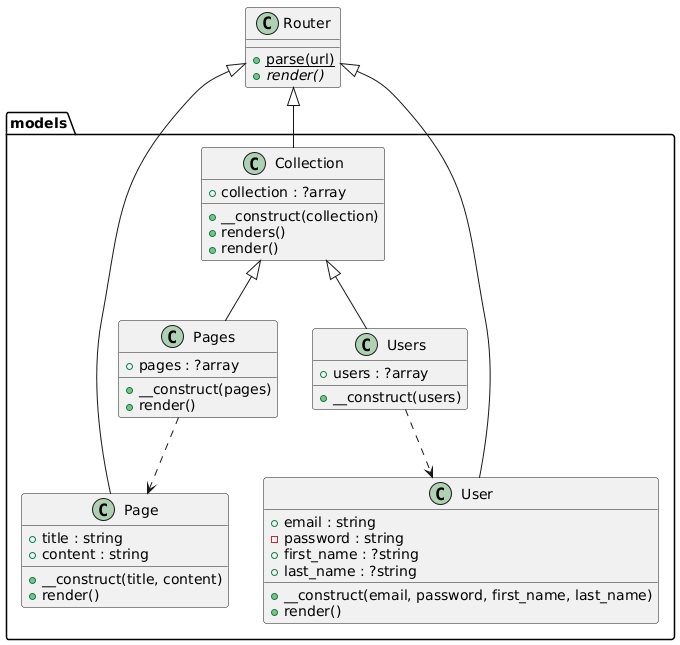 C Router
parse(url)
render()
models
C Collection
collection : ?array
__construct(collection)
renders()
render()
C Pages
pages : ?array
__construct(pages)
render()
C Users
users : ?array
__construct(users)
C Page
title : string
content : string
__construct(title, content)
render()
C User
email : string
password : string
first_name : ?string
last_name : ?string
__construct(email, password, first_name, last_name)
render()